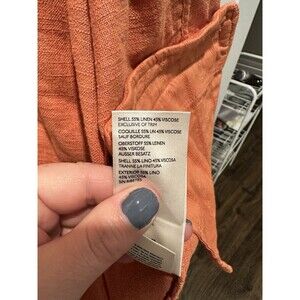 SHELL 55% LINEN 45% VISCOSE
EXCLUSIVE OF TRIM
COQUILLE 55% LIN 45% VISCOSE
SAUF BORDURE
OBERSTOFF 55% LEINEN
45% VISKOSE
AUSSER BESATZ
SHELL 55% LINO 45% VISCOSA
TRANNE LA FINITURA
EXTERIOR 55% LINO
45% VISCOSA
SIN